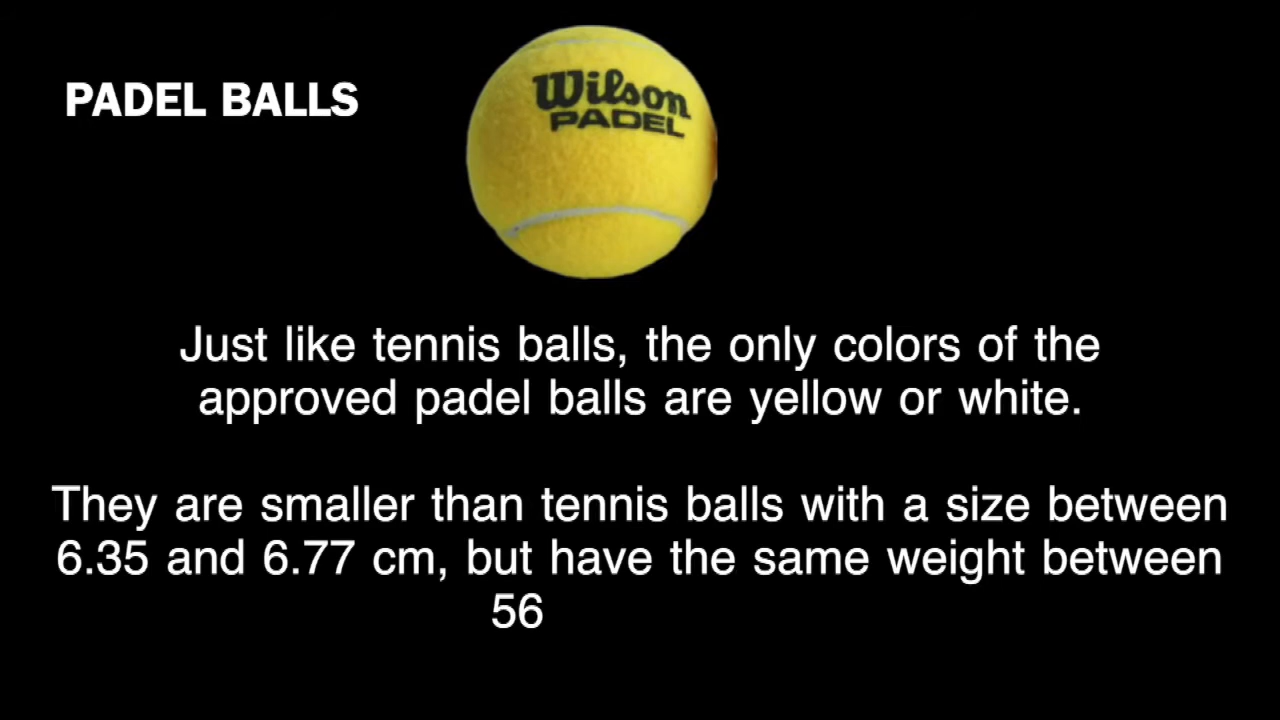 PADEL BALLS
Wilson
PADEL
Just like tennis balls, the only colors of the
approved padel balls are yellow or white.
They are smaller than tennis balls with a size between
6.35 and 6.77 cm, but have the same weight between
56